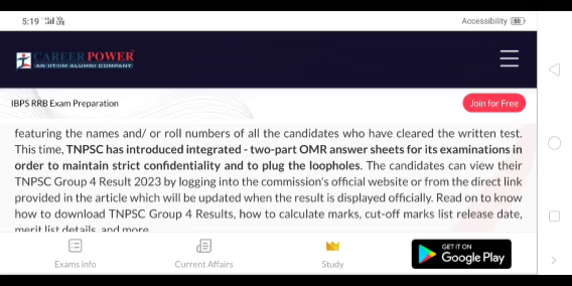 5:19
Accessibility
CAREER POWER
AN IIT/IIM ALUMNI COMPANY
IBPS RRB Exam Preparation
Join for Free
featuring the names and/ or roll numbers of all the candidates who have cleared the written test.
This time, TNPSC has introduced integrated - two-part OMR answer sheets for its examinations in
order to maintain strict confidentiality and to plug the loopholes. The candidates can view their
TNPSC Group 4 Result 2023 by logging into the commission's official website or from the direct link
provided in the article which will be updated when the result is displayed officially. Read on to know
how to download TNPSC Group 4 Results, how to calculate marks, cut-off marks list release date,
merit list details, and more.
Exams info
Current Affairs
Study
GET IT ON
Google Play